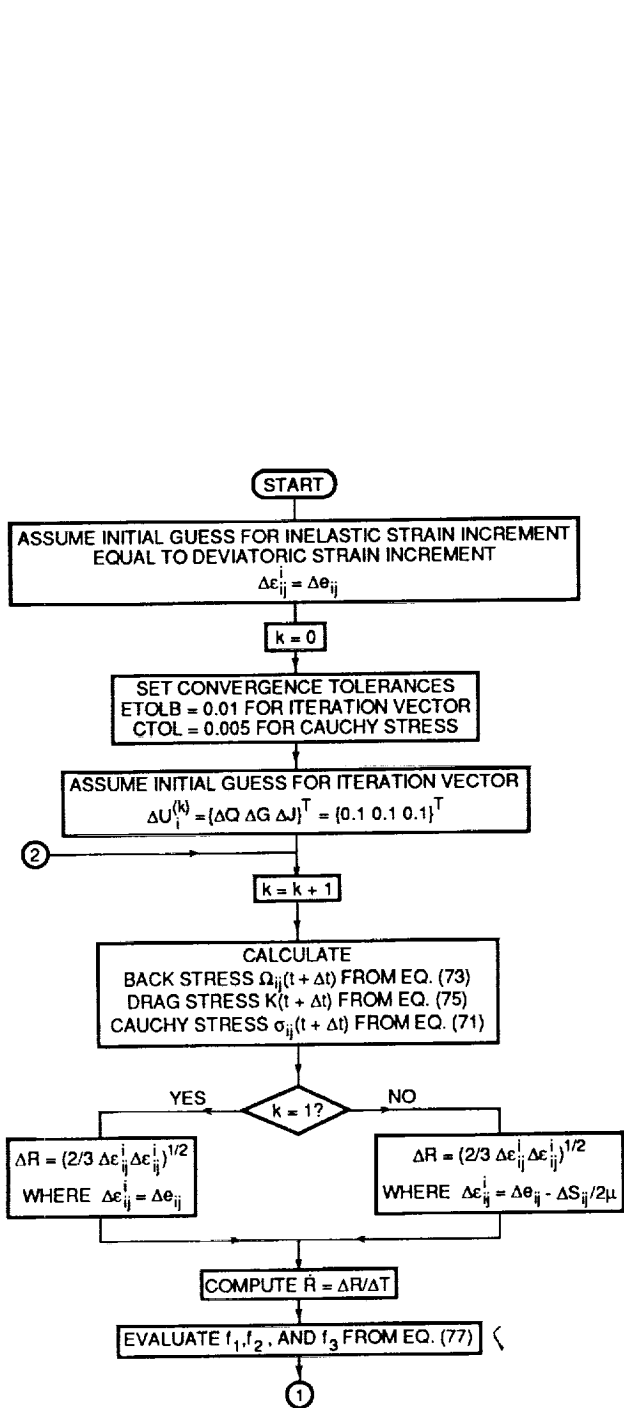 START
ASSUME INITIAL GUESS FOR INELASTIC STRAIN INCREMENT
EQUAL TO DEVIATORIC STRAIN INCREMENT
Δε^i_ij = Δe_ij
k = 0
SET CONVERGENCE TOLERANCES
ETOLB = 0.01 FOR ITERATION VECTOR
CTOL = 0.005 FOR CAUCHY STRESS
ASSUME INITIAL GUESS FOR ITERATION VECTOR
ΔU_i^(k) = {ΔQ ΔG ΔJ}^T = {0.1 0.1 0.1}^T
2
k = k + 1
CALCULATE
BACK STRESS Ω_ij(t + Δt) FROM EQ. (73)
DRAG STRESS K(t + Δt) FROM EQ. (75)
CAUCHY STRESS σ_ij(t + Δt) FROM EQ. (71)
YES
k = 1?
NO
ΔR = (2/3 Δε^i_ij Δε^i_ij)^1/2
WHERE Δε^i_ij = Δe_ij
ΔR = (2/3 Δε^i_ij Δε^i_ij)^1/2
WHERE Δε^i_ij = Δe_ij - ΔS_ij/2μ
COMPUTE Ṙ = ΔR/ΔT
EVALUATE f_1,f_2, AND f_3 FROM EQ. (77)
1